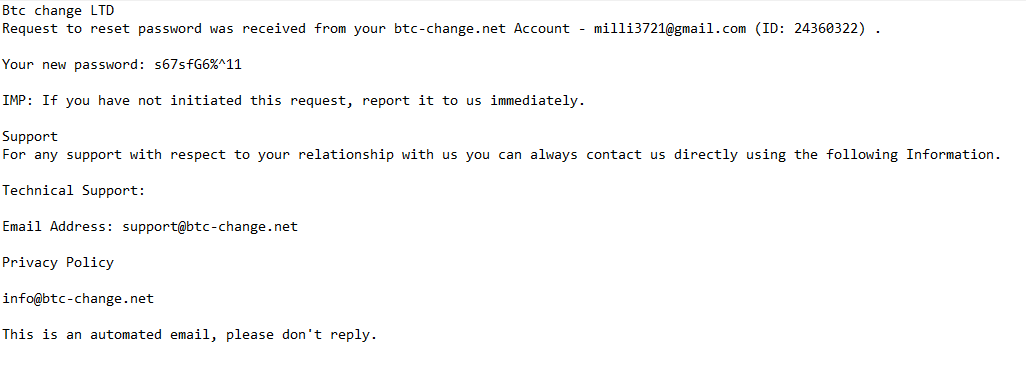 Btc change LTD
Request to reset password was received from your btc-change.net Account - milli3721@gmail.com (ID: 24360322) .
Your new password: s67sfG6%^11
IMP: If you have not initiated this request, report it to us immediately.
Support
For any support with respect to your relationship with us you can always contact us directly using the following Information.
Technical Support:
Email Address: support@btc-change.net
Privacy Policy
info@btc-change.net
This is an automated email, please don't reply.